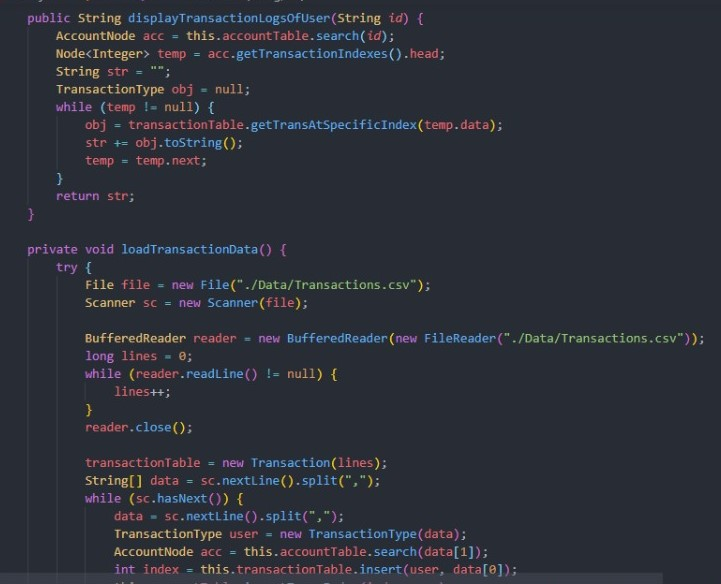 public String displayTransactionLogsOfUser(String id) {
AccountNode acc = this.accountTable.search(id);
Node<Integer> temp = acc.getTransactionIndexes().head;
String str = "";
TransactionType obj = null;
while (temp != null) {
obj = transactionTable.getTransAtSpecificIndex(temp.data);
str += obj.toString();
temp = temp.next;
}
return str;
}
private void loadTransactionData() {
try {
File file = new File("./Data/Transactions.csv");
Scanner sc = new Scanner(file);
BufferedReader reader = new BufferedReader(new FileReader("./Data/Transactions.csv"));
long lines = 0;
while (reader.readLine() != null) {
lines++;
}
reader.close();
transactionTable = new Transaction(lines);
String[] data = sc.nextLine().split(",");
while (sc.hasNext()) {
data = sc.nextLine().split(",");
TransactionType user = new TransactionType(data);
AccountNode acc = this.accountTable.search(data[1]);
int index = this.transactionTable.insert(user, data[0]);